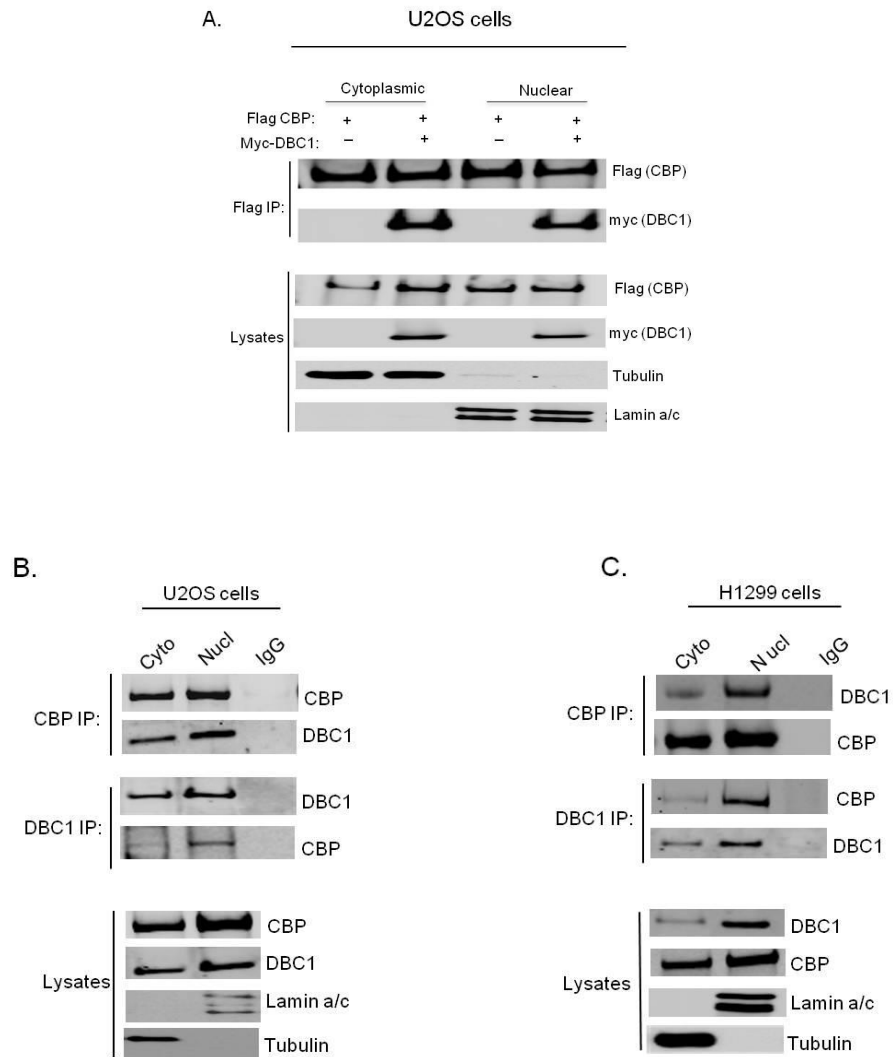 A.
U2OS cells
Cytoplasmic Nuclear
Flag CBP: + + + +
Myc-DBC1: – + – +
Flag IP:
Flag (CBP)
myc (DBC1)
Lysates
Flag (CBP)
myc (DBC1)
Tubulin
Lamin a/c
B.
U2OS cells
Cyto Nucl IgG
CBP IP:
CBP
DBC1
DBC1 IP:
DBC1
CBP
Lysates
CBP
DBC1
Lamin a/c
Tubulin
C.
H1299 cells
Cyto N ucl IgG
CBP IP:
DBC1
CBP
DBC1 IP:
CBP
DBC1
Lysates
DBC1
CBP
Lamin a/c
Tubulin